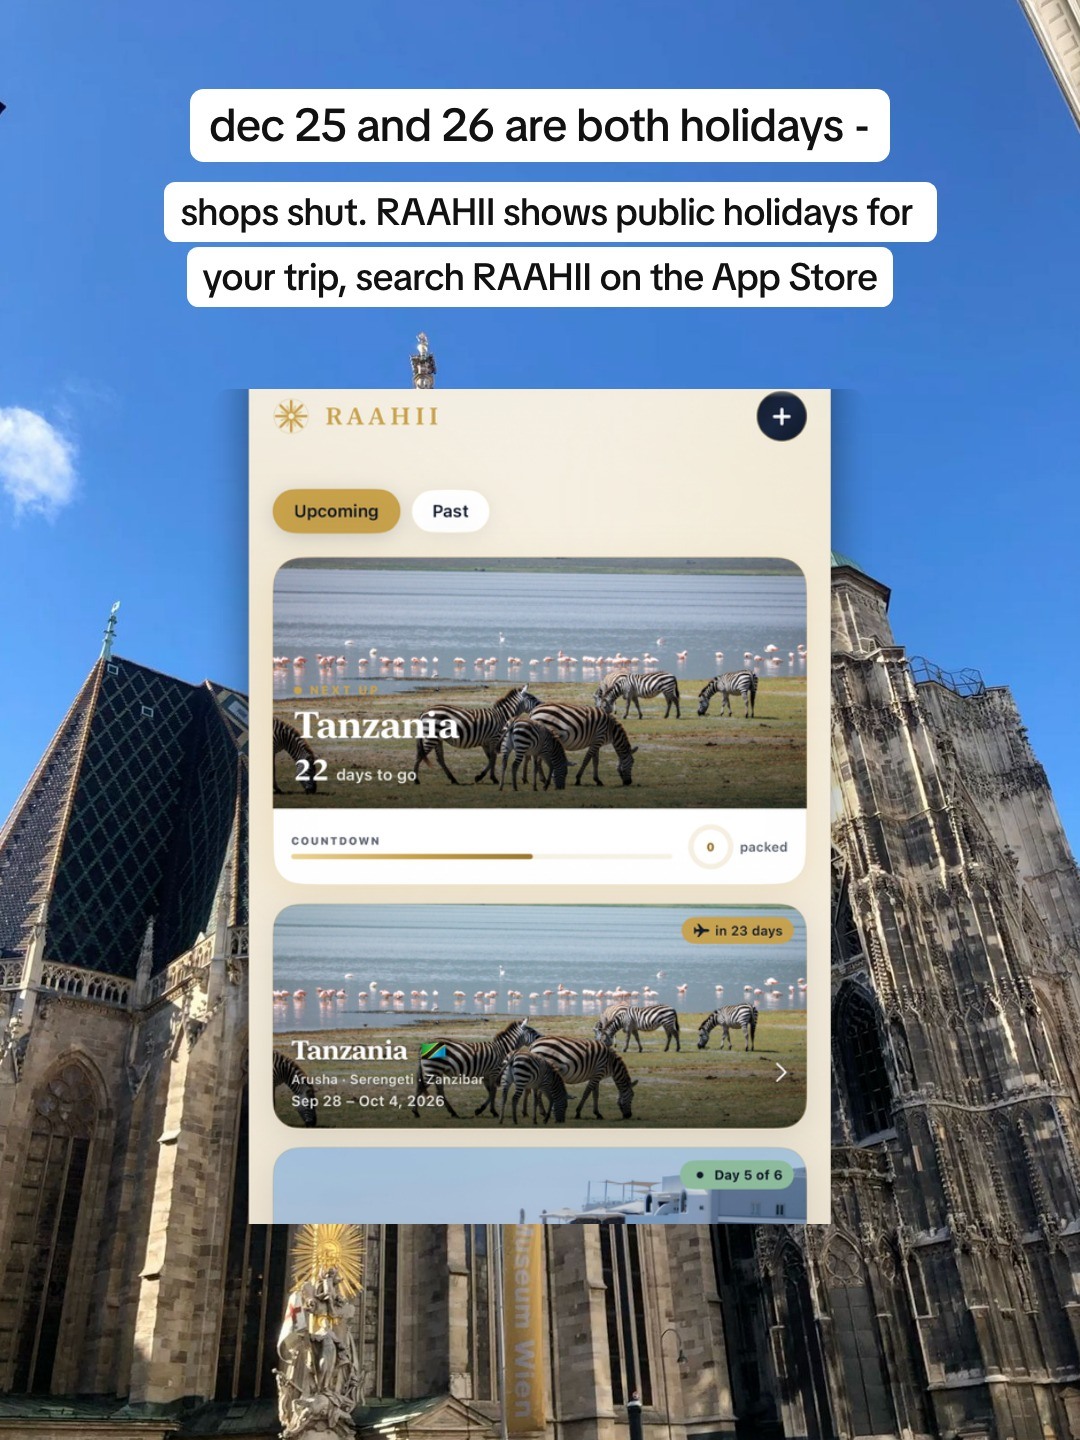 dec 25 and 26 are both holidays -
shops shut. RAAHII shows public holidays for
your trip, search RAAHII on the App Store
RAAHII
+
Upcoming
Past
NEXT UP
Tanzania
22 days to go
COUNTDOWN
0 packed
in 23 days
Tanzania
Arusha · Serengeti · Zanzibar
Sep 28 – Oct 4, 2026
Day 5 of 6
Museum Wien